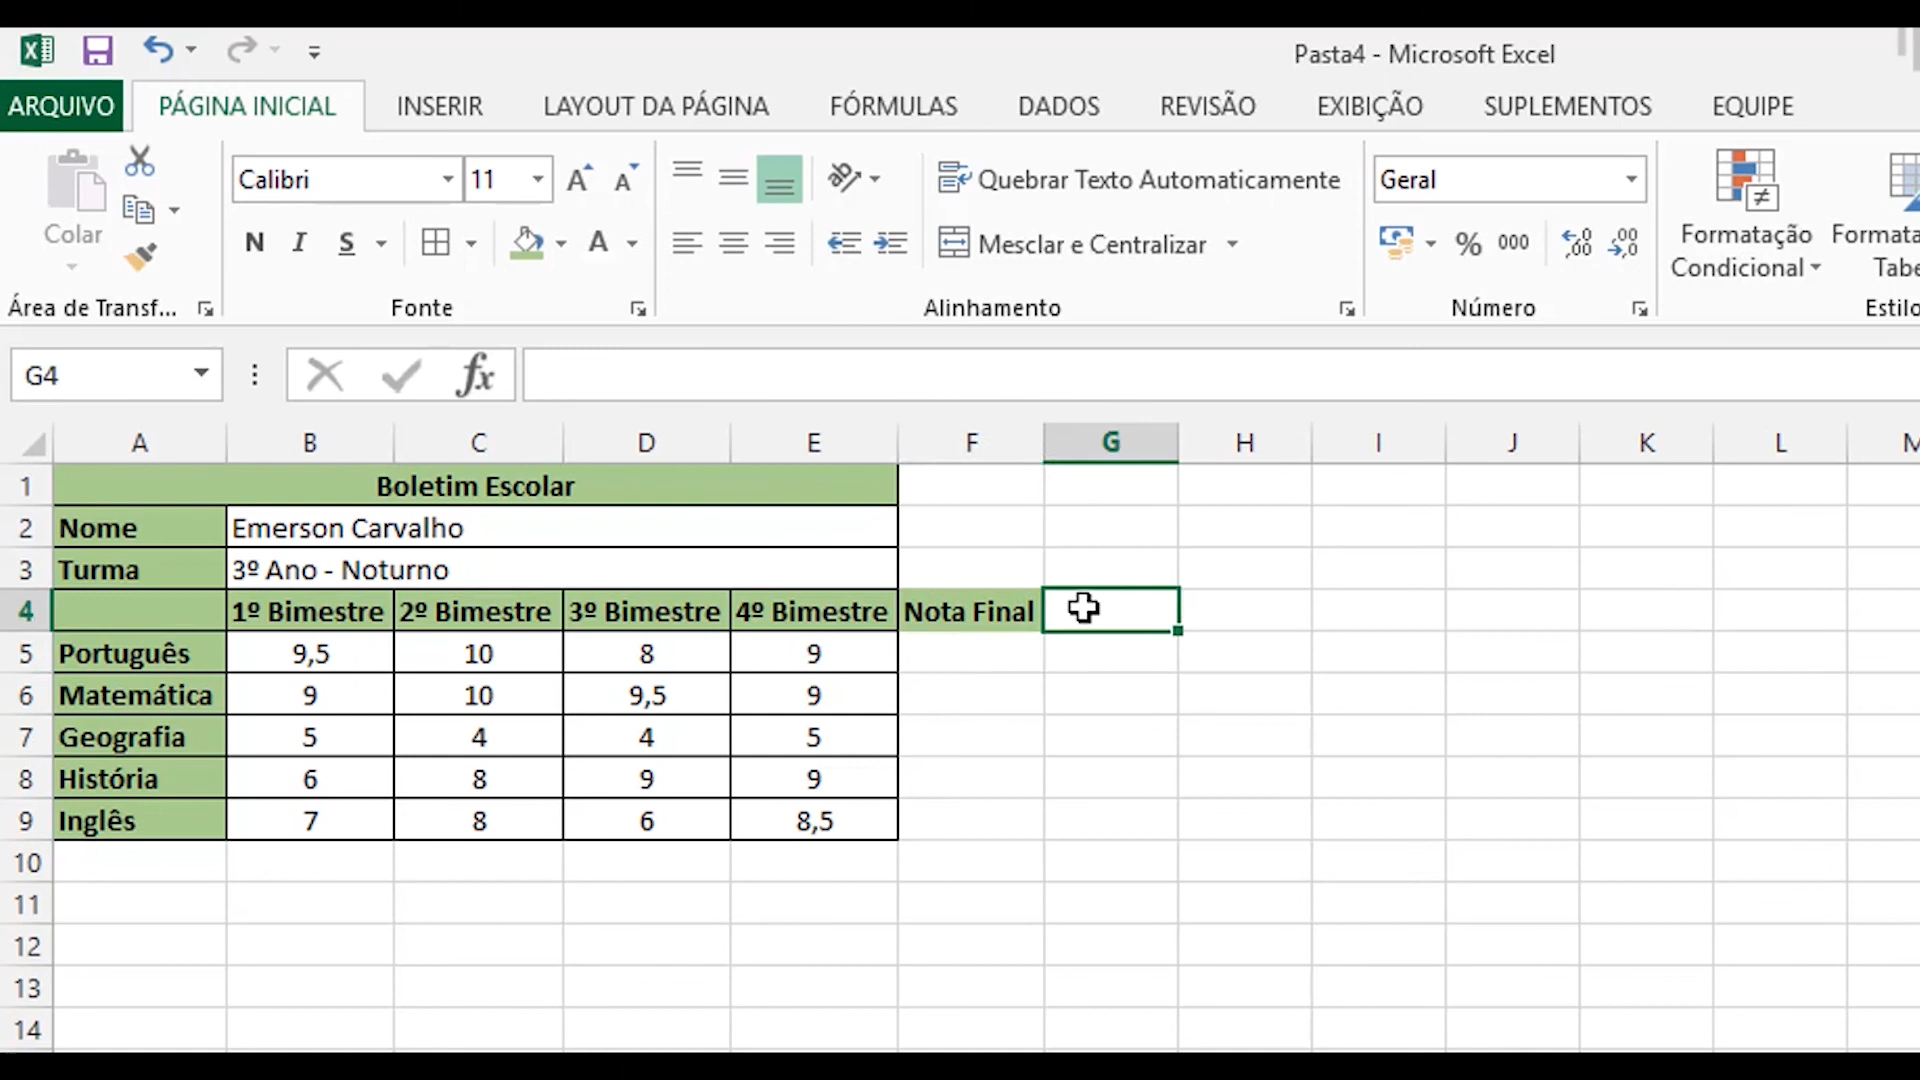 Pasta4 - Microsoft Excel
ARQUIVO PÁGINA INICIAL INSERIR LAYOUT DA PÁGINA FÓRMULAS DADOS REVISÃO EXIBIÇÃO SUPLEMENTOS EQUIPE
Calibri 11 A A Quebrar Texto Automaticamente Geral
Colar N I S A Mesclar e Centralizar % 000 Formatação Condicional Formata Tabe
Área de Transf... Fonte Alinhamento Número Estilo
G4 fx
A B C D E F G H I J K L M
1 Boletim Escolar
2 Nome Emerson Carvalho
3 Turma 3º Ano - Noturno
4 1º Bimestre 2º Bimestre 3º Bimestre 4º Bimestre Nota Final
5 Português 9,5 10 8 9
6 Matemática 9 10 9,5 9
7 Geografia 5 4 4 5
8 História 6 8 9 9
9 Inglês 7 8 6 8,5
10
11
12
13
14